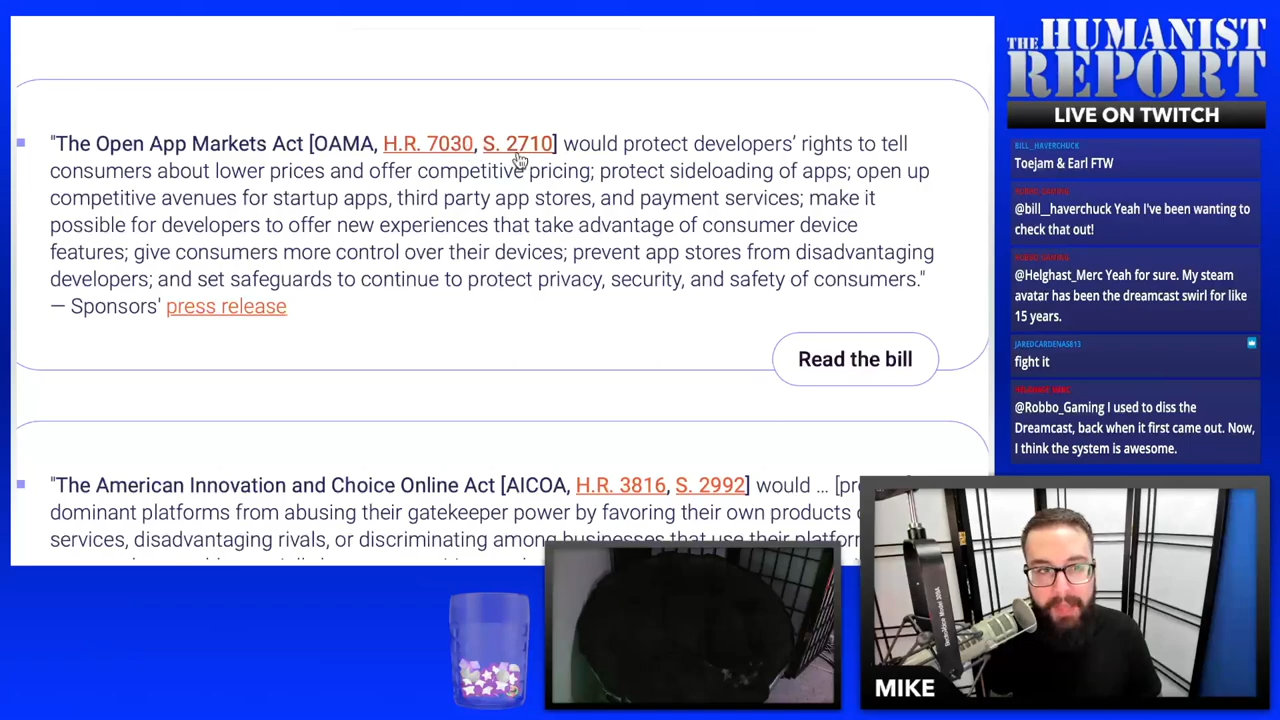 "The Open App Markets Act [OAMA, H.R. 7030, S. 2710] would protect developers’ rights to tell
consumers about lower prices and offer competitive pricing; protect sideloading of apps; open up
competitive avenues for startup apps, third party app stores, and payment services; make it
possible for developers to offer new experiences that take advantage of consumer device
features; give consumers more control over their devices; prevent app stores from disadvantaging
developers; and set safeguards to continue to protect privacy, security, and safety of consumers."
— Sponsors' press release
Read the bill
"The American Innovation and Choice Online Act [AICOA, H.R. 3816, S. 2992] would ...
dominant platforms from abusing their gatekeeper power by favoring their own products
services, disadvantaging rivals, or discriminating among businesses that use their
THE HUMANIST
REPORT
LIVE ON TWITCH
BILL_HAVERCHUCK
Toejam & Earl FTW
ROBBO_GAMING
@bill__haverchuck Yeah I've been wanting to
check that out!
ROBBO_GAMING
@Helghast_Merc Yeah for sure. My steam
avatar has been the dreamcast swirl for like
15 years.
JAREDCARDENAS813
fight it
@Robbo_Gaming I used to diss the
Dreamcast, back when it first came out. Now,
I think the system is awesome.
MIKE